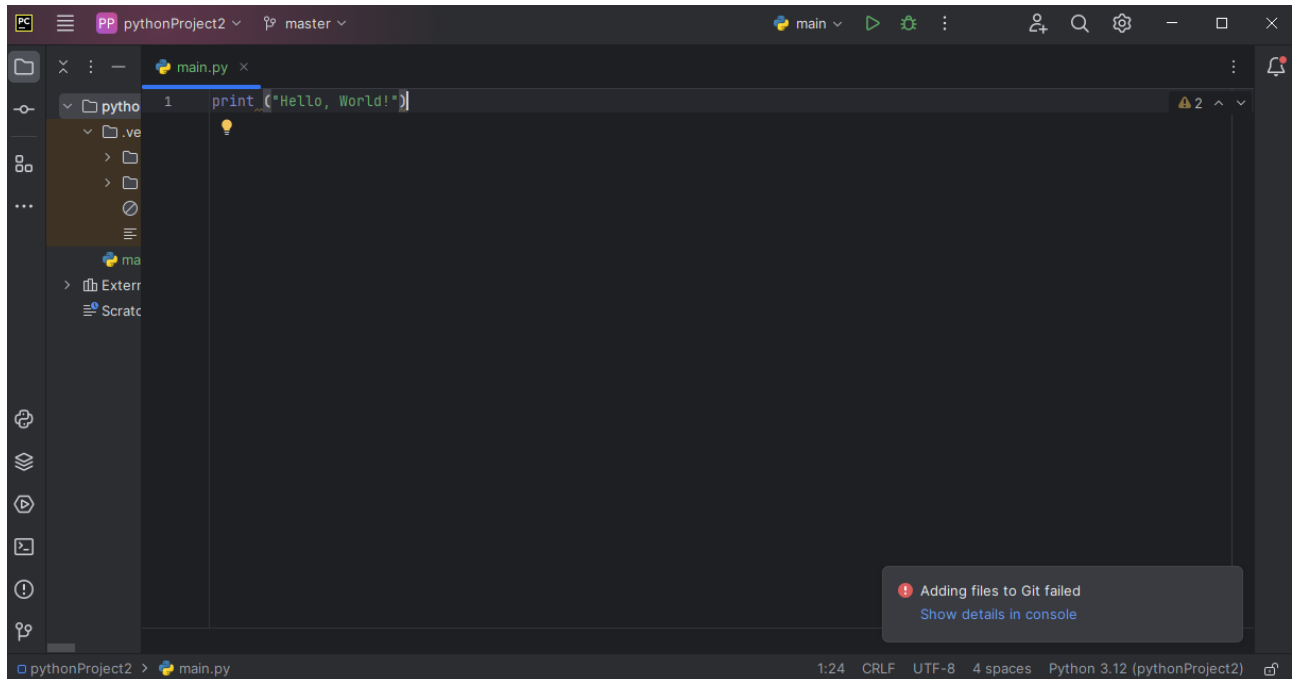 PC PP pythonProject2 master main
main.py
pytho 1 print ("Hello, World!") 2
.ve
ma
Extern
Scratc
Adding files to Git failed
Show details in console
pythonProject2 > main.py 1:24 CRLF UTF-8 4 spaces Python 3.12 (pythonProject2)